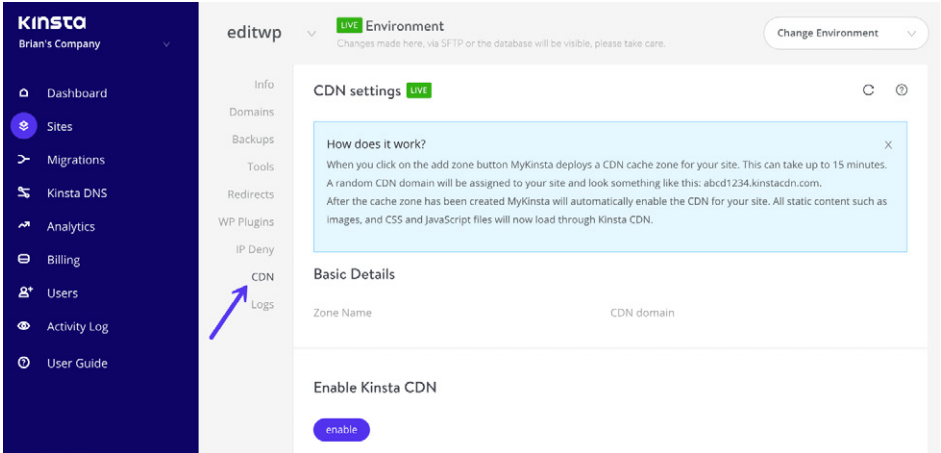 KINSTA
Brian's Company
Dashboard
Sites
Migrations
Kinsta DNS
Analytics
Billing
Users
Activity Log
User Guide
editwp
LIVE Environment
Changes made here, via SFTP or the database will be visible, please take care.
Change Environment
Info
Domains
Backups
Tools
Redirects
WP Plugins
IP Deny
CDN
Logs
CDN settings LIVE
How does it work?
When you click on the add zone button MyKinsta deploys a CDN cache zone for your site. This can take up to 15 minutes.
A random CDN domain will be assigned to your site and look something like this: abcd1234.kinstacdn.com.
After the cache zone has been created MyKinsta will automatically enable the CDN for your site. All static content such as
images, and CSS and JavaScript files will now load through Kinsta CDN.
Basic Details
Zone Name
CDN domain
Enable Kinsta CDN
enable